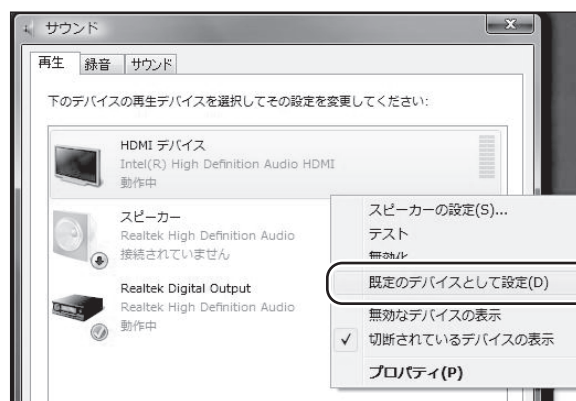 サウンド
再生 録音 サウンド
下のデバイスの再生デバイスを選択してその設定を変更してください:
HDMI デバイス
Intel(R) High Definition Audio HDMI
動作中
スピーカー
Realtek High Definition Audio
接続されていません
Realtek Digital Output
Realtek High Definition Audio
動作中
スピーカーの設定(S)...
テスト
無効化
既定のデバイスとして設定(D)
無効なデバイスの表示
切断されているデバイスの表示
プロパティ(P)